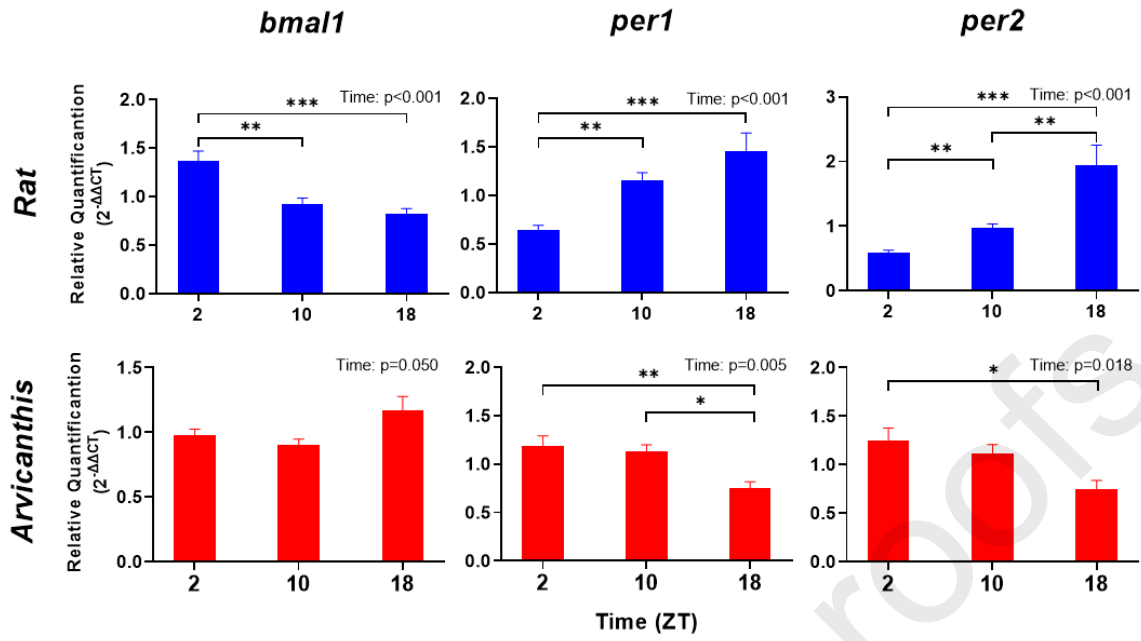 bmal1 per1 per2
Rat
Relative Quantificantion
(2-ΔΔCT)
2.0
1.5
1.0
0.5
0.0
***
**
Time: p<0.001
2 10 18
2.0
1.5
1.0
0.5
0.0
***
**
Time: p<0.001
2 10 18
3
2
1
0
***
**
**
Time: p<0.001
2 10 18
Arvicanthis
Relative Quantificantion
(2-ΔΔCT)
1.5
1.0
0.5
0.0
Time: p=0.050
2 10 18
2.0
1.5
1.0
0.5
0.0
**
*
Time: p=0.005
2 10 18
2.0
1.5
1.0
0.5
0.0
*
Time: p=0.018
2 10 18
Time (ZT)
roofs